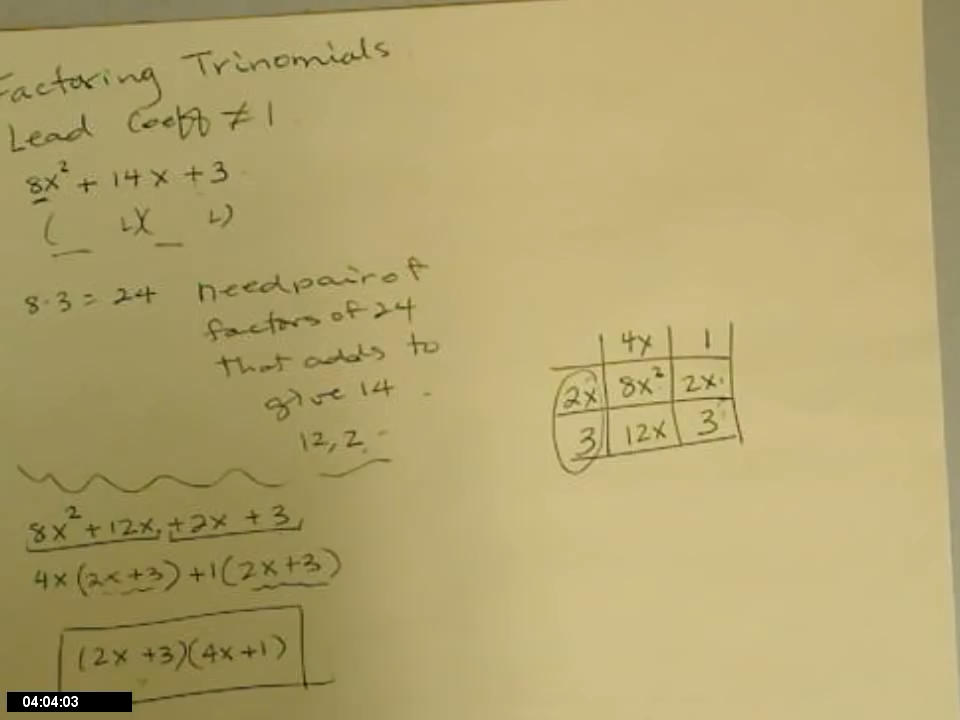 Factoring Trinomials
Lead Coeff ≠ 1
8x² + 14x + 3
(__ )(__ )
8·3 = 24 need pair of
factors of 24
that adds to
give 14
12, 2
8x² + 12x, + 2x + 3,
4x(2x+3) + 1(2x+3)
(2x +3)(4x+1)
4x 1
2x 8x² 2x
3 12x 3
04:04:03